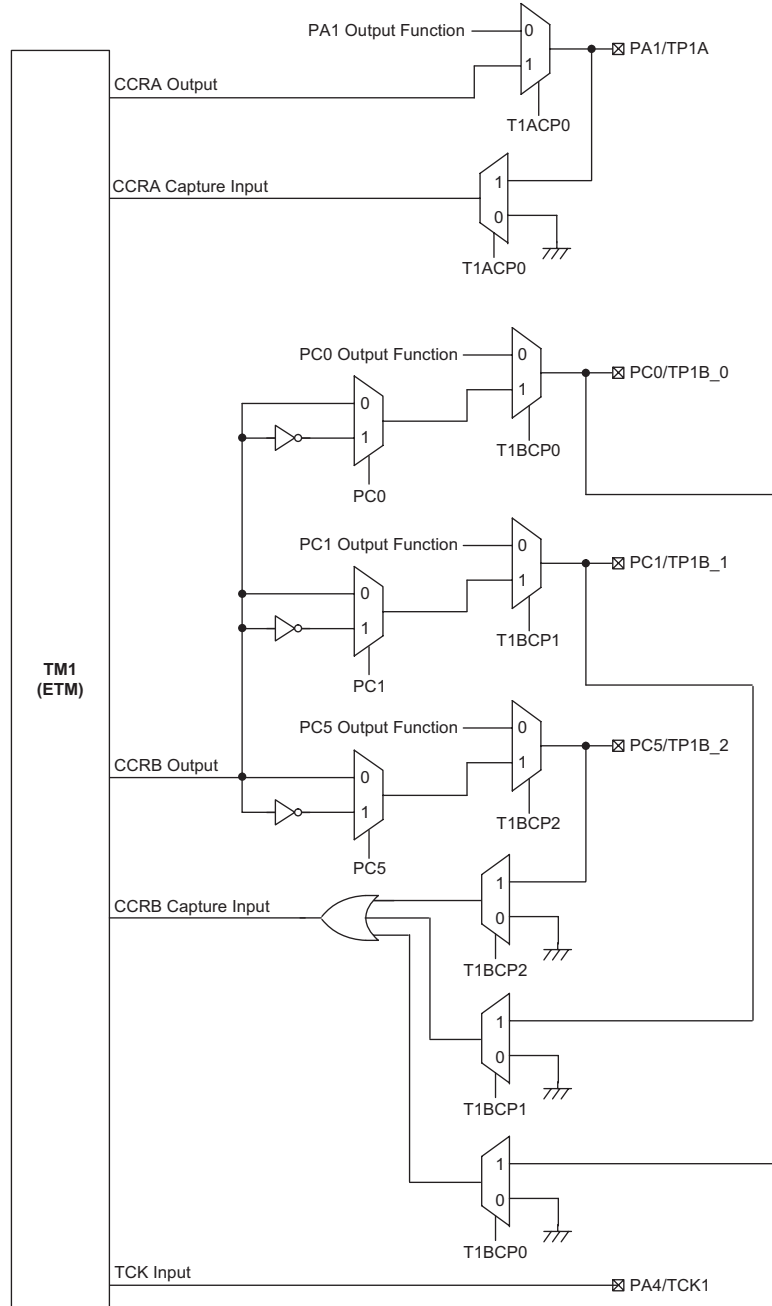 PA1 Output Function
0
1
PA1/TP1A
CCRA Output
T1ACP0
CCRA Capture Input
1
0
T1ACP0
PC0 Output Function
0
1
PC0/TP1B_0
0
1
T1BCP0
PC0
PC1 Output Function
0
1
PC1/TP1B_1
0
1
T1BCP1
PC1
TM1
(ETM)
PC5 Output Function
0
1
PC5/TP1B_2
CCRB Output
0
1
T1BCP2
PC5
1
0
CCRB Capture Input
T1BCP2
1
0
T1BCP1
1
0
T1BCP0
TCK Input
PA4/TCK1